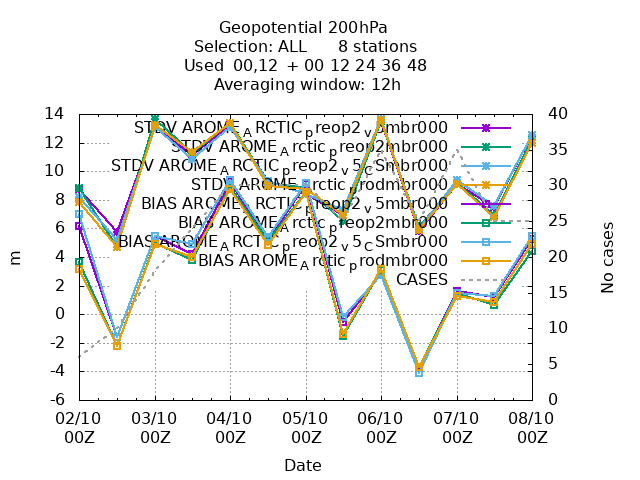 Geopotential 200hPa
Selection: ALL 8 stations
Used 00,12 + 00 12 24 36 48
Averaging window: 12h
14 40
12 35
10 30
8 25
6 20
4 15
2 10
0 5
-2 0
-4
-6
STDV AROME_A RCTIC_p reop2_v 5mbr000
STDV AROME_A rctic_p reop2mbr000
STDV AROME_A RCTIC_p reop2_v 5_C Smbr000
STDV AROME_A rctic_p rodmbr000
BIAS AROME_A RCTIC_p reop2_v 5mbr000
BIAS AROME_A rctic_p reop2mbr000
BIAS AROME_A RCTIC_p reop2_v 5_C Smbr000
BIAS AROME_A rctic_p rodmbr000
CASES
m
No cases
02/10 03/10 04/10 05/10 06/10 07/10 08/10
00Z 00Z 00Z 00Z 00Z 00Z 00Z
Date